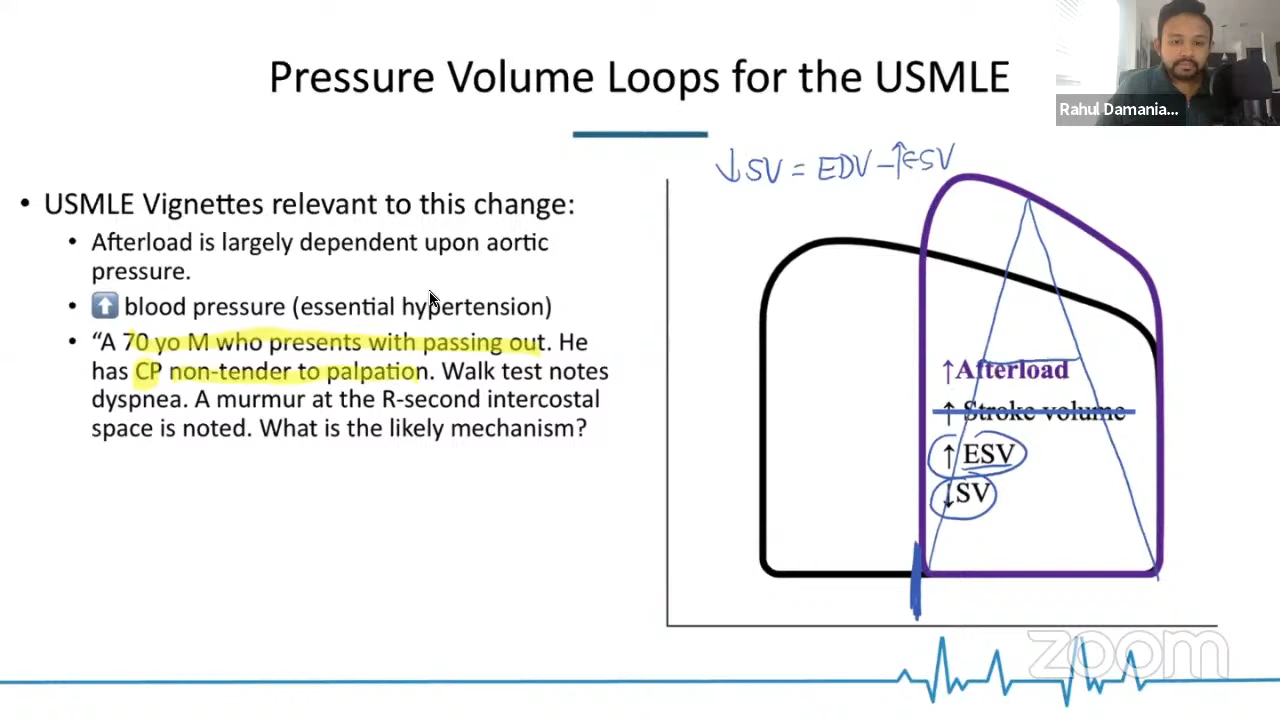 Pressure Volume Loops for the USMLE
Rahul Damania...
↓SV = EDV - ↑ESV
• USMLE Vignettes relevant to this change:
• Afterload is largely dependent upon aortic
pressure.
• ⬆ blood pressure (essential hypertension)
• “A 70 yo M who presents with passing out. He
has CP non-tender to palpation. Walk test notes
dyspnea. A murmur at the R-second intercostal
space is noted. What is the likely mechanism?
↑Afterload
↑ Stroke volume
↑ ESV
↓SV
zoom